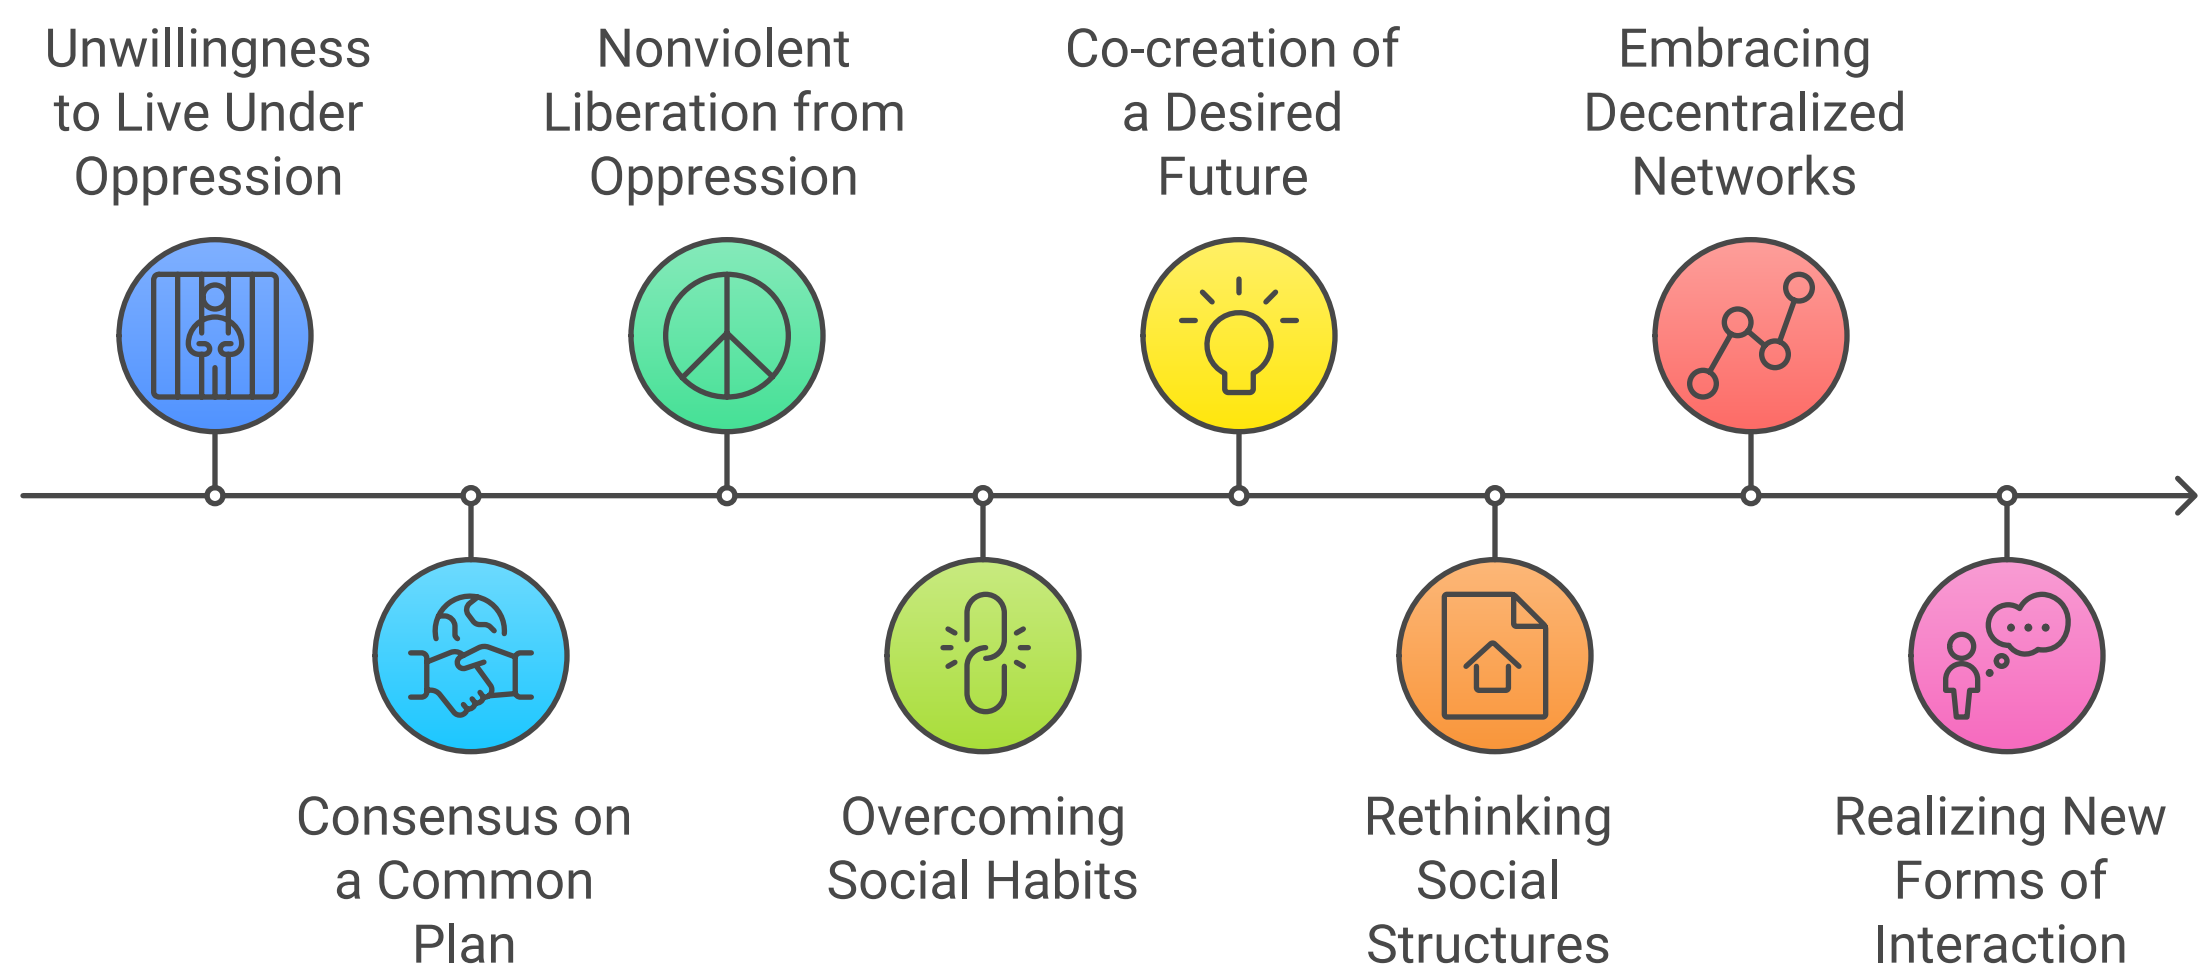 Unwillingness
to Live Under
Oppression
Nonviolent
Liberation from
Oppression
Co-creation of
a Desired
Future
Embracing
Decentralized
Networks
Consensus on
a Common
Plan
Overcoming
Social Habits
Rethinking
Social
Structures
Realizing New
Forms of
Interaction